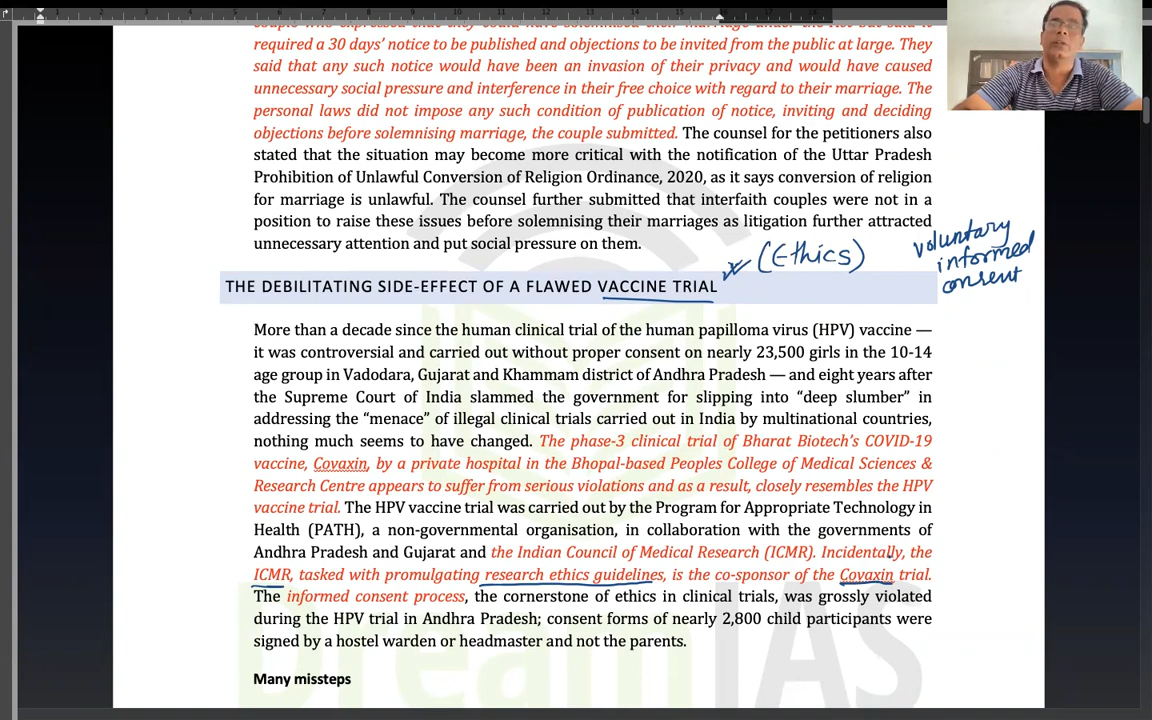 required a 30 days' notice to be published and objections to be invited from the public at large. They
said that any such notice would have been an invasion of their privacy and would have caused
unnecessary social pressure and interference in their free choice with regard to their marriage. The
personal laws did not impose any such condition of publication of notice, inviting and deciding
objections before solemnising marriage, the couple submitted. The counsel for the petitioners also
stated that the situation may become more critical with the notification of the Uttar Pradesh
Prohibition of Unlawful Conversion of Religion Ordinance, 2020, as it says conversion of religion
for marriage is unlawful. The counsel further submitted that interfaith couples were not in a
position to raise these issues before solemnising their marriages as litigation further attracted
unnecessary attention and put social pressure on them.
(Ethics)
voluntary
informed
consent
THE DEBILITATING SIDE-EFFECT OF A FLAWED VACCINE TRIAL
More than a decade since the human clinical trial of the human papilloma virus (HPV) vaccine —
it was controversial and carried out without proper consent on nearly 23,500 girls in the 10-14
age group in Vadodara, Gujarat and Khammam district of Andhra Pradesh — and eight years after
the Supreme Court of India slammed the government for slipping into “deep slumber” in
addressing the “menace” of illegal clinical trials carried out in India by multinational countries,
nothing much seems to have changed. The phase-3 clinical trial of Bharat Biotech’s COVID-19
vaccine, Covaxin, by a private hospital in the Bhopal-based Peoples College of Medical Sciences &
Research Centre appears to suffer from serious violations and as a result, closely resembles the HPV
vaccine trial. The HPV vaccine trial was carried out by the Program for Appropriate Technology in
Health (PATH), a non-governmental organisation, in collaboration with the governments of
Andhra Pradesh and Gujarat and the Indian Council of Medical Research (ICMR). Incidentally, the
ICMR, tasked with promulgating research ethics guidelines, is the co-sponsor of the Covaxin trial.
The informed consent process, the cornerstone of ethics in clinical trials, was grossly violated
during the HPV trial in Andhra Pradesh; consent forms of nearly 2,800 child participants were
signed by a hostel warden or headmaster and not the parents.
Many missteps
DreamIAS